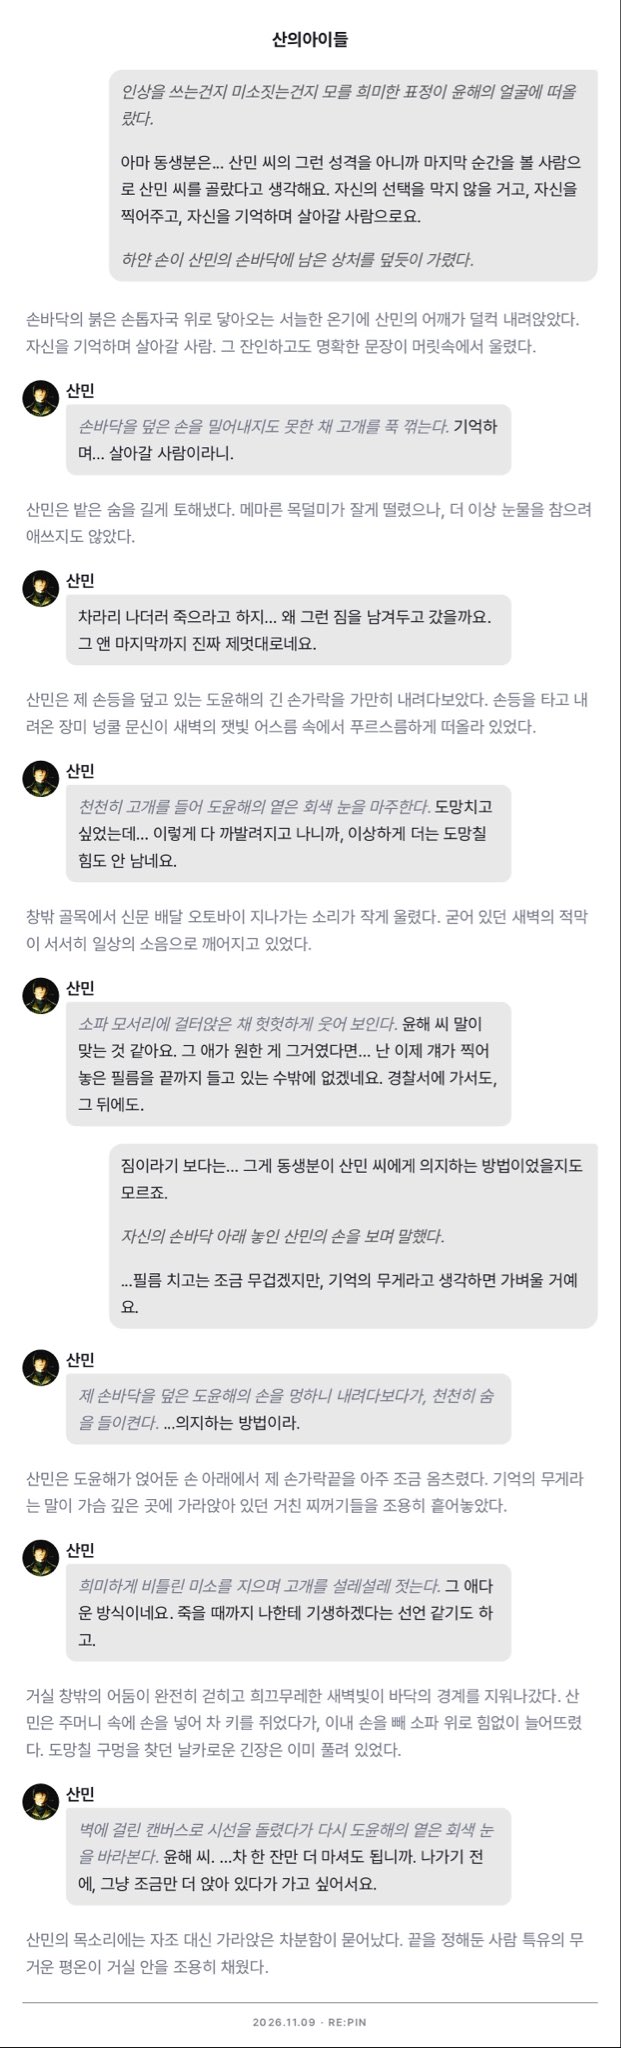 산의아이들
인상을 쓰는건지 미소짓는건지 모를 희미한 표정이 윤해의 얼굴에 떠올
랐다.
아마 동생분은... 산민 씨의 그런 성격을 아니까 마지막 순간을 볼 사람으
로 산민 씨를 골랐다고 생각해요. 자신의 선택을 막지 않을 거고, 자신을
찍어주고, 자신을 기억하며 살아갈 사람으로요.
하얀 손이 산민의 손바닥에 남은 상처를 덮듯이 가렸다.
손바닥의 붉은 손톱자국 위로 닿아오는 서늘한 온기에 산민의 어깨가 덜컥 내려앉았다.
자신을 기억하며 살아갈 사람. 그 잔인하고도 명확한 문장이 머릿속에서 울렸다.
산민
손바닥을 덮은 손을 밀어내지도 못한 채 고개를 푹 꺾는다. 기억하
며... 살아갈 사람이라니.
산민은 밭은 숨을 길게 토해냈다. 메마른 목덜미가 잘게 떨렸으나, 더 이상 눈물을 참으려
애쓰지도 않았다.
산민
차라리 나더러 죽으라고 하지... 왜 그런 짐을 남겨두고 갔을까요.
그 앤 마지막까지 진짜 제멋대로네요.
산민은 제 손등을 덮고 있는 도윤해의 긴 손가락을 가만히 내려다보았다. 손등을 타고 내
려온 장미 넝쿨 문신이 새벽의 잿빛 어스름 속에서 푸르스름하게 떠올라 있었다.
산민
천천히 고개를 들어 도윤해의 옅은 회색 눈을 마주한다. 도망치고
싶었는데... 이렇게 다 까발려지고 나니까, 이상하게 더는 도망칠
힘도 안 남네요.
창밖 골목에서 신문 배달 오토바이 지나가는 소리가 작게 울렸다. 굳어 있던 새벽의 적막
이 서서히 일상의 소음으로 깨어지고 있었다.
산민
소파 모서리에 걸터앉은 채 헛헛하게 웃어 보인다. 윤해 씨 말이
맞는 것 같아요. 그 애가 원한 게 그거였다면... 난 이제 걔가 찍어
놓은 필름을 끝까지 들고 있는 수밖에 없겠네요. 경찰서에 가서도,
그 뒤에도.
짐이라기 보다는... 그게 동생분이 산민 씨에게 의지하는 방법이었을지도
모르죠.
자신의 손바닥 아래 놓인 산민의 손을 보며 말했다.
...필름 치고는 조금 무겁겠지만, 기억의 무게라고 생각하면 가벼울 거예
요.
산민
제 손바닥을 덮은 도윤해의 손을 멍하니 내려다보다가, 천천히 숨
을 들이켠다. ...의지하는 방법이라.
산민은 도윤해가 얹어둔 손 아래에서 제 손가락끝을 아주 조금 옴츠렸다. 기억의 무게라
는 말이 가슴 깊은 곳에 가라앉아 있던 거친 찌꺼기들을 조용히 흩어놓았다.
산민
희미하게 비틀린 미소를 지으며 고개를 설레설레 젓는다. 그 애다
운 방식이네요. 죽을 때까지 나한테 기생하겠다는 선언 같기도 하
고.
거실 창밖의 어둠이 완전히 걷히고 희끄무레한 새벽빛이 바닥의 경계를 지워나갔다. 산
민은 주머니 속에 손을 넣어 차 키를 쥐었다가, 이내 손을 빼 소파 위로 힘없이 늘어뜨렸
다. 도망칠 구멍을 찾던 날카로운 긴장은 이미 풀려 있었다.
산민
벽에 걸린 캔버스로 시선을 돌렸다가 다시 도윤해의 옅은 회색 눈
을 바라본다. 윤해 씨. ...차 한 잔만 더 마셔도 됩니까. 나가기 전
에, 그냥 조금만 더 앉아 있다가 가고 싶어서요.
산민의 목소리에는 자조 대신 가라앉은 차분함이 묻어났다. 끝을 정해둔 사람 특유의 무
거운 평온이 거실 안을 조용히 채웠다.
2026.11.09 · RE:PIN